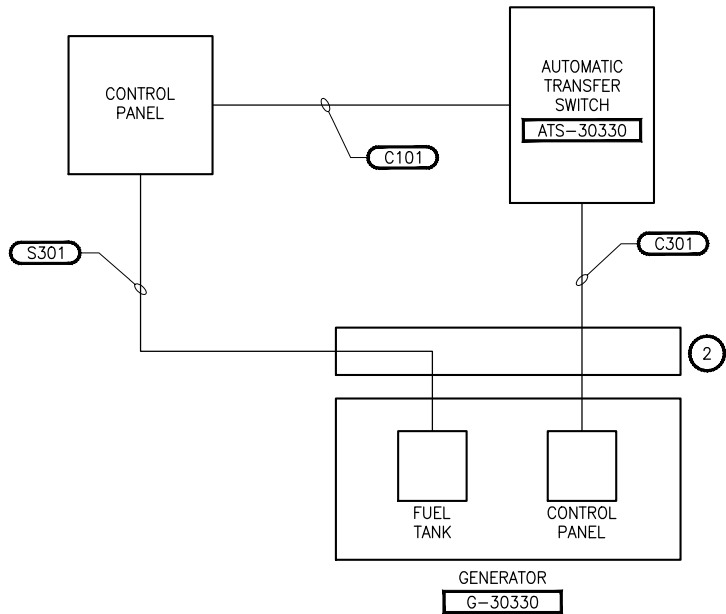 CONTROL
PANEL
AUTOMATIC
TRANSFER
SWITCH
ATS-30330
C101
S301
C301
2
FUEL
TANK
CONTROL
PANEL
GENERATOR
G-30330